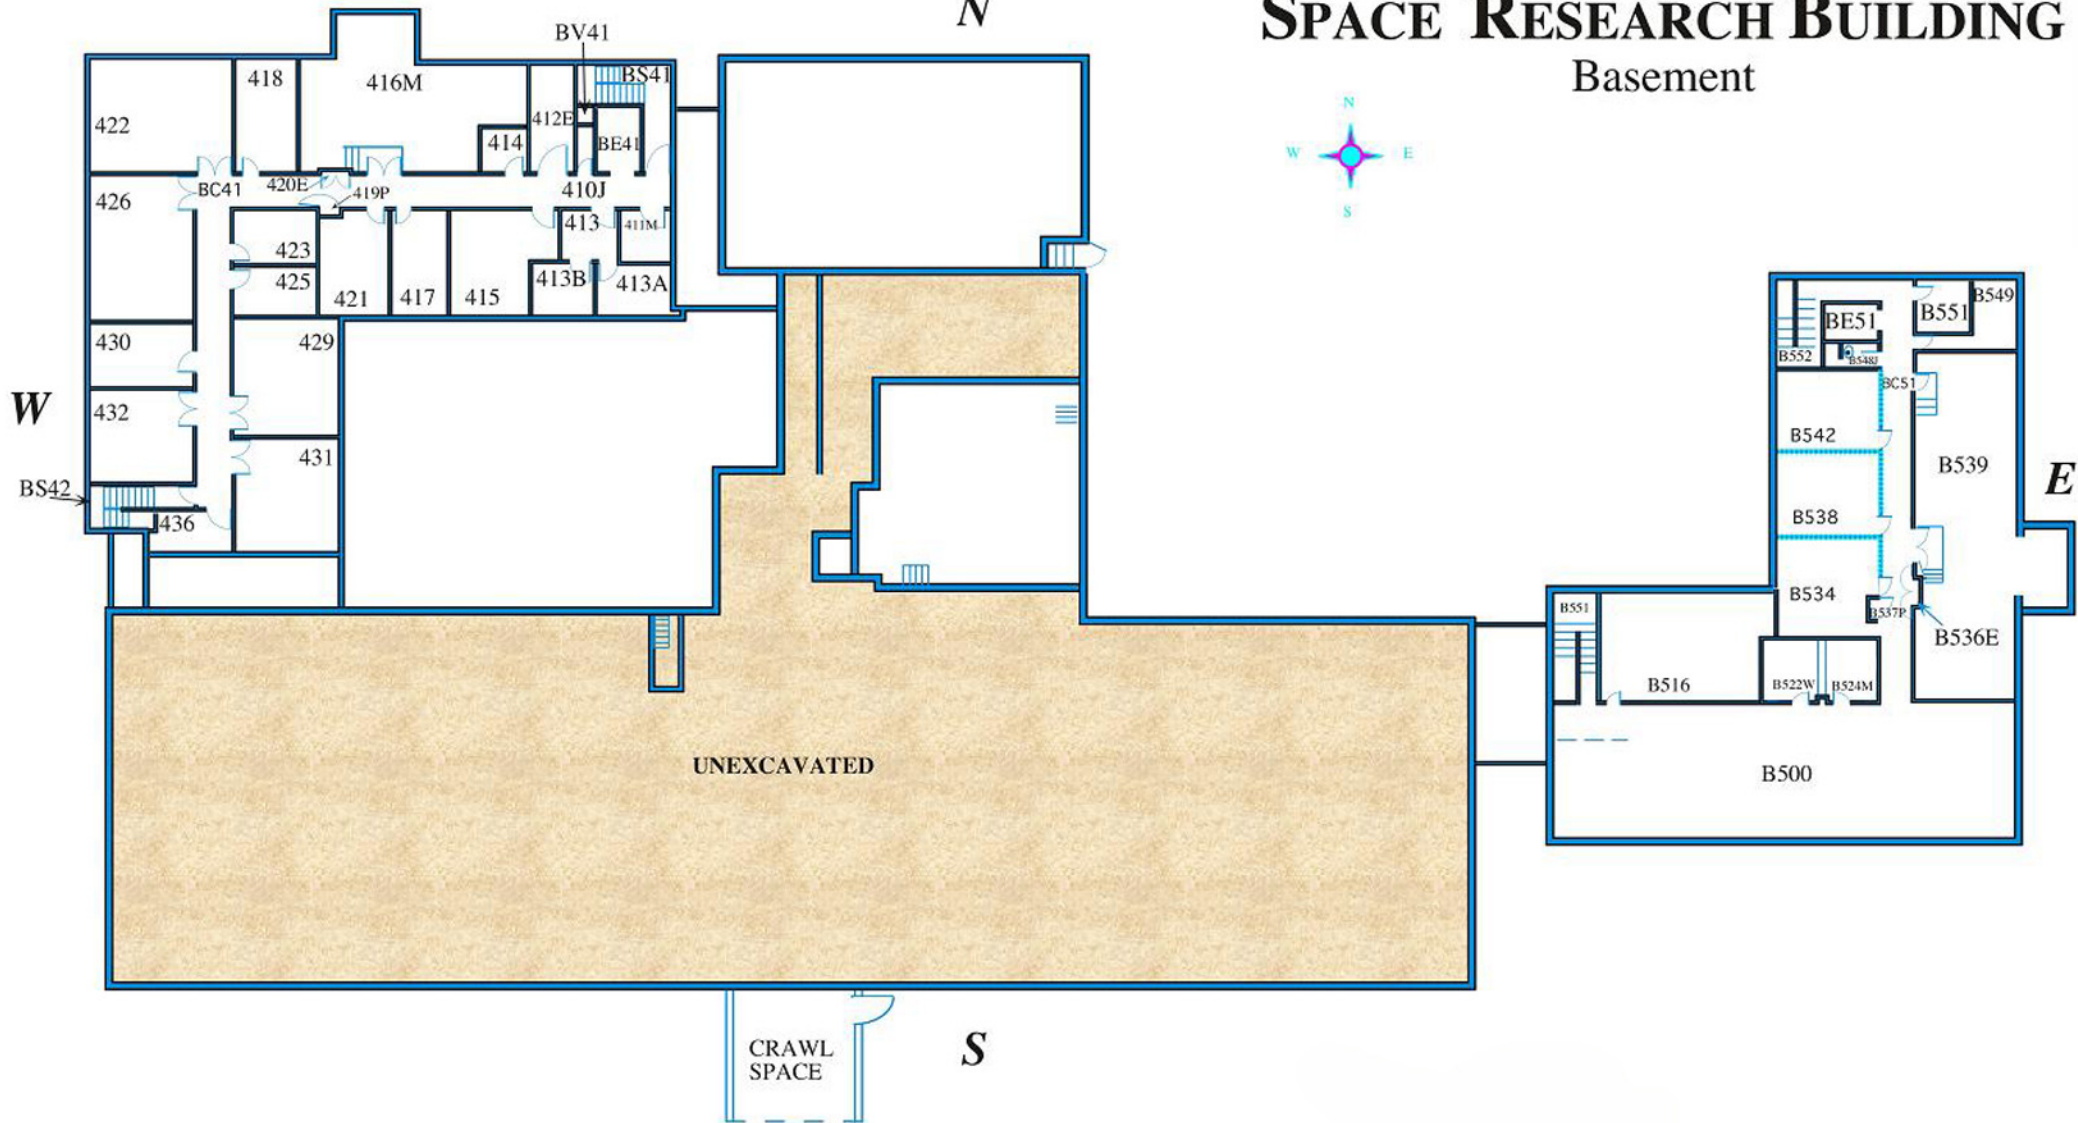 N
SPACE RESEARCH BUILDING
Basement
N
W E
S
BV41
BS41
418
416M
422
412E
414
BE41
BC41
420E
419P
410J
426
413
411M
423
425
421
417
415
413B
413A
430
429
432
431
W
BS42
436
B549
B551
BE51
B552
B548J
BC51
B542
B539
E
B538
B534
B551
B537P
B536E
B516
B522W
B524M
B500
UNEXCAVATED
CRAWL
SPACE
S